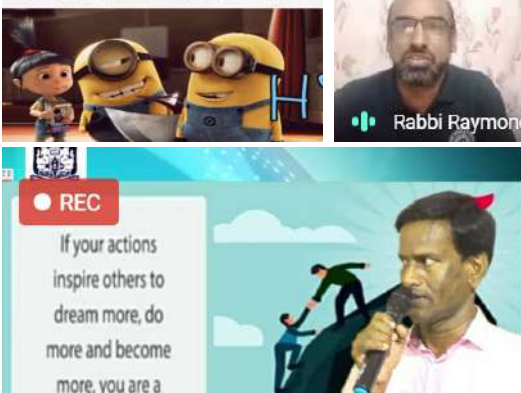 Rabbi Raymon
REC
If your actions
inspire others to
dream more, do
more and become
more, you are a